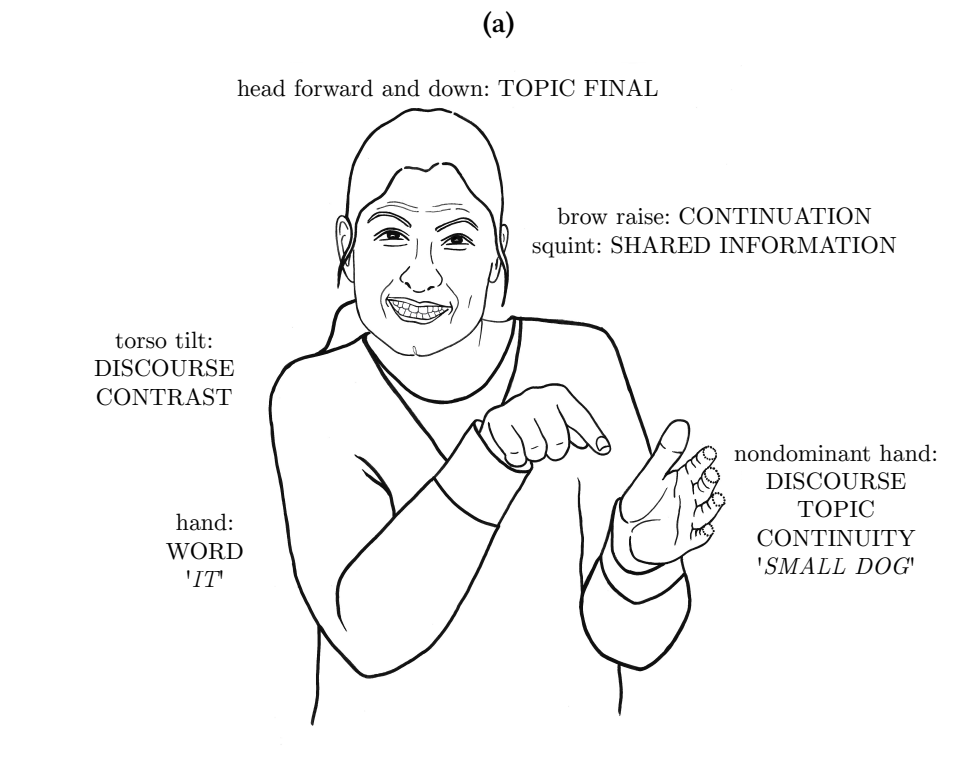 (a)
head forward and down: TOPIC FINAL
brow raise: CONTINUATION
squint: SHARED INFORMATION
torso tilt:
DISCOURSE
CONTRAST
nondominant hand:
DISCOURSE
TOPIC
CONTINUITY
'SMALL DOG'
hand:
WORD
'IT'